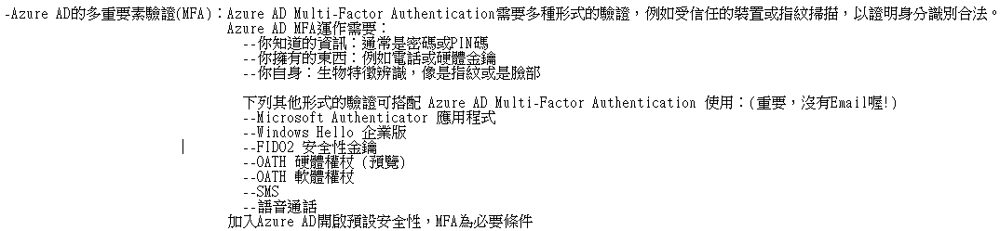 -Azure AD的多重要素驗證(MFA)：Azure AD Multi-Factor Authentication需要多種形式的驗證，例如受信任的裝置或指紋掃描，以證明身分識別合法。
Azure AD MFA運作需要：
--你知道的資訊：通常是密碼或PIN碼
--你擁有的東西：例如電話或硬體金鑰
--你自身：生物特徵辨識，像是指紋或是臉部
下列其他形式的驗證可搭配 Azure AD Multi-Factor Authentication 使用：(重要，沒有Email喔!)
--Microsoft Authenticator 應用程式
--Windows Hello 企業版
--FIDO2 安全性金鑰
--OATH 硬體權杖 (預覽)
--OATH 軟體權杖
--SMS
--語音通話
加入Azure AD開啟預設安全性，MFA為必要條件